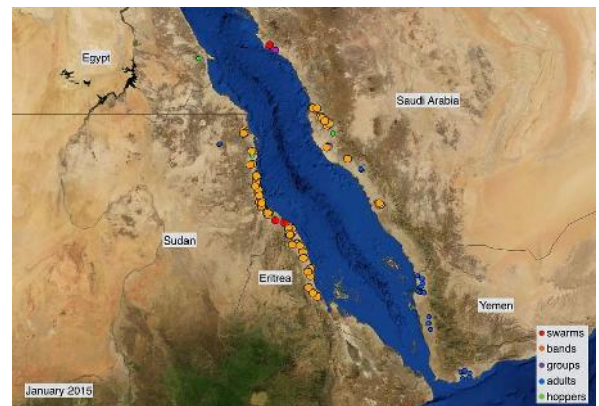 Egypt
Saudi Arabia
Sudan
Eritrea
Yemen
swarms
bands
groups
adults
hoppers
January 2015